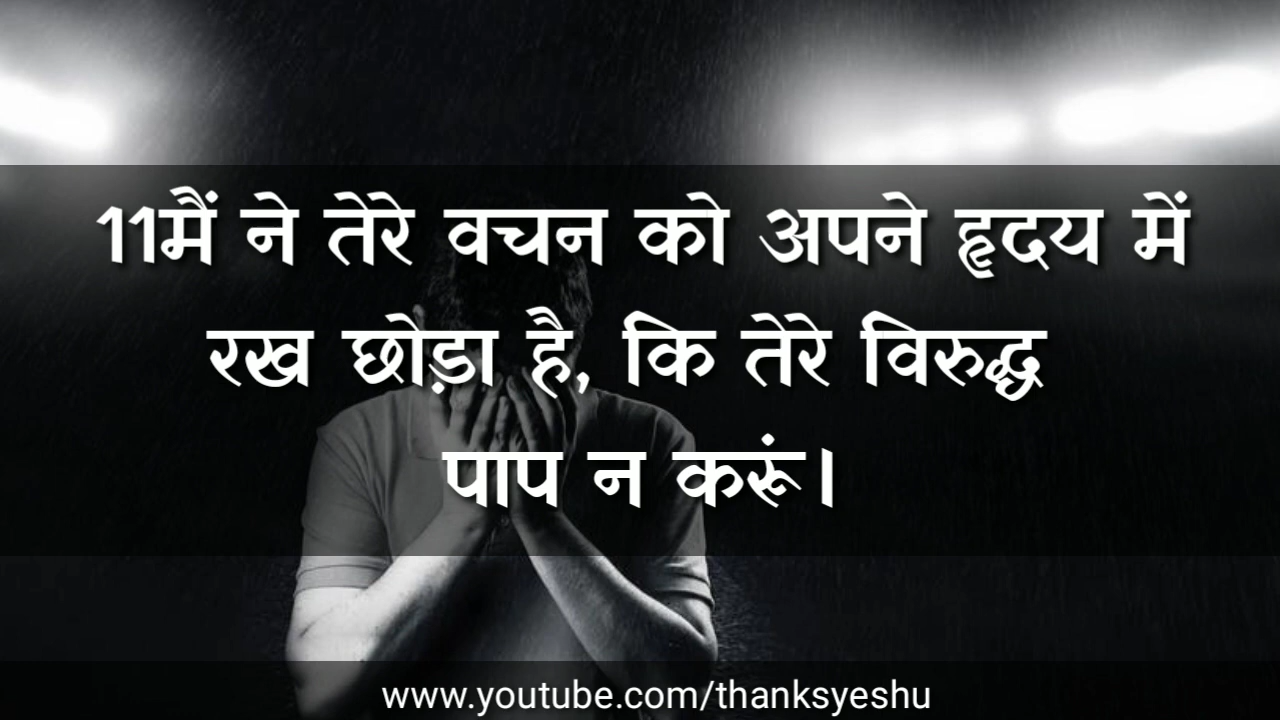 11मैं ने तेरे वचन को अपने हृदय में
रख छोड़ा है, कि तेरे विरुद्ध
पाप न करूं।
www.youtube.com/thanksyeshu